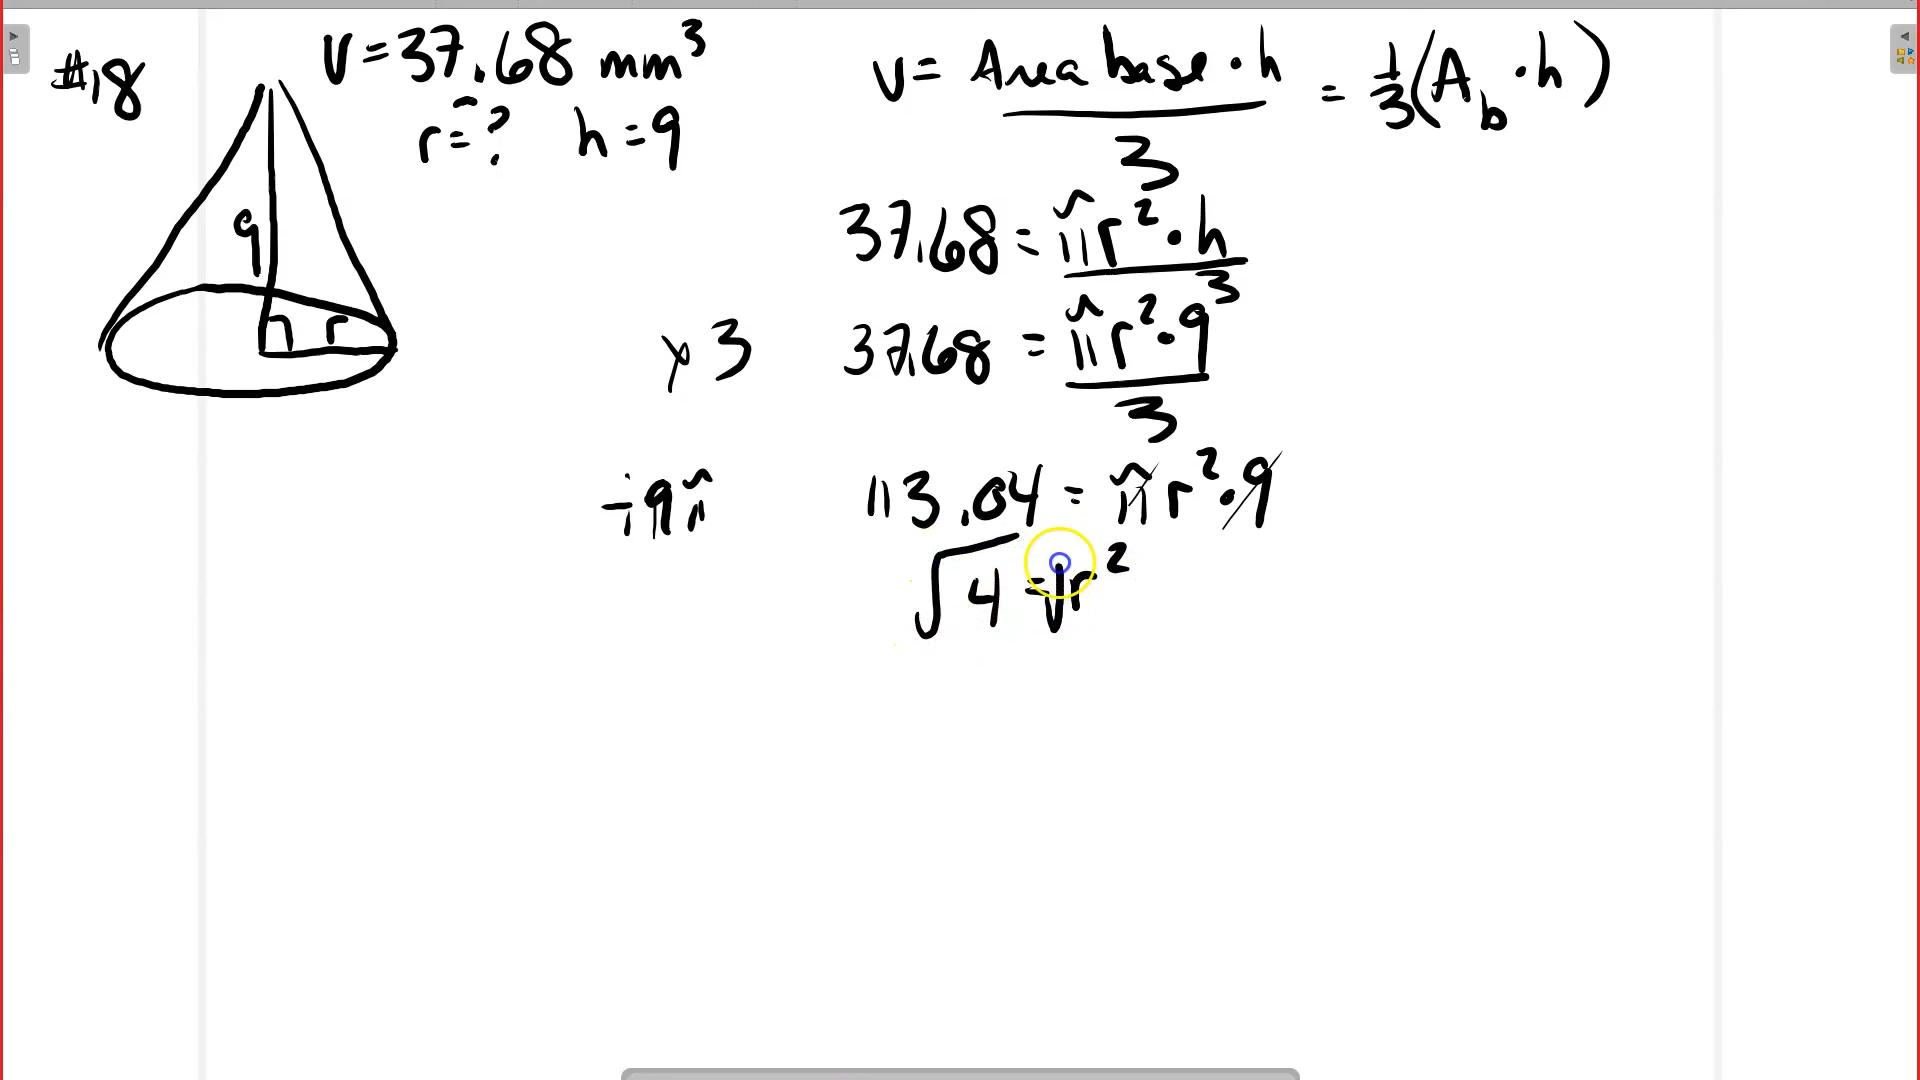 #18
V=37.68 mm³
r=? h=9
9
r
V= Area base · h / 3 = 1/3 (A_b · h)
37.68 = πr² · h / 3
×3 37.68 = πr² · 9 / 3
÷9π 113.04 = πr² · 9
√4 = √r²